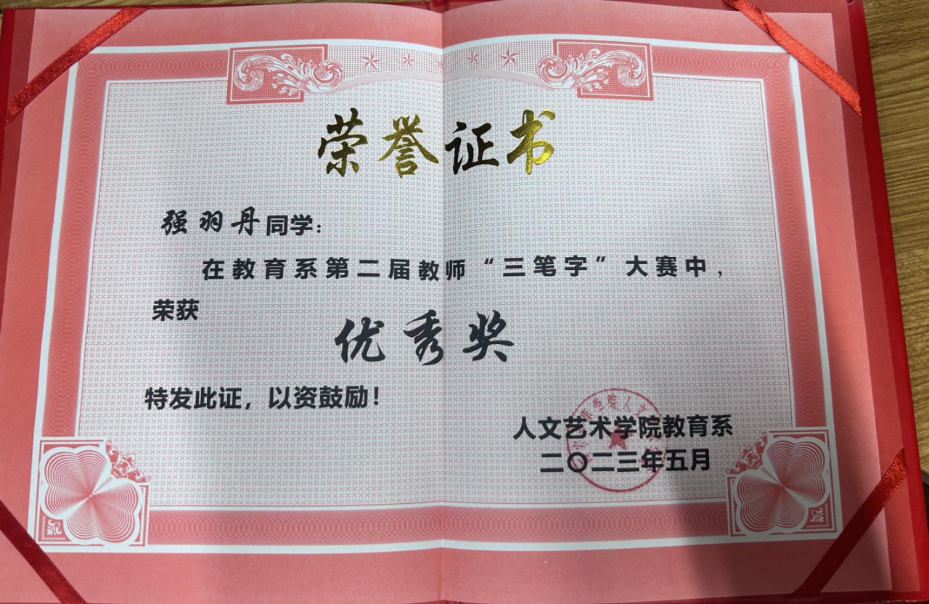 荣誉证书
强羽丹同学：
在教育系第二届教师“三笔字”大赛中，
荣获
优秀奖
特发此证，以资鼓励！
人文艺术学院教育系
二〇二三年五月